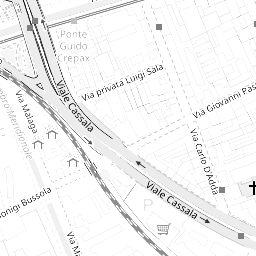 Ponte
Guido
Crepax
Via privata Luigi Sala
Viale Cassala
Via Malaga
Via Giovanni Pas
Via Carlo D'Adda
onigi Bussola
Viale Cassala
P
Via Ma